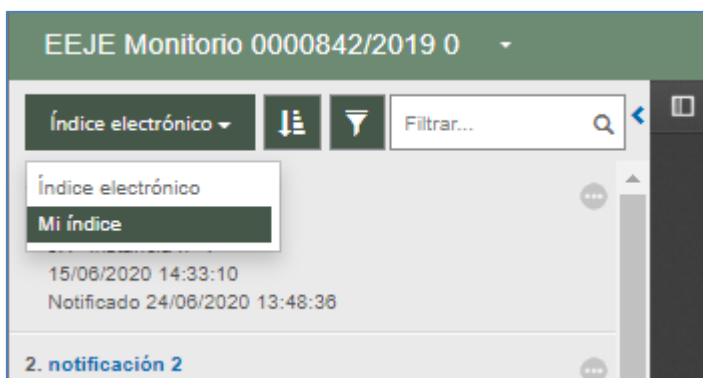 EEJE Monitorio 0000842/2019 0
Índice electrónico
Filtrar...
Índice electrónico
Mi índice
15/06/2020 14:33:10
Notificado 24/06/2020 13:48:36
2. notificación 2